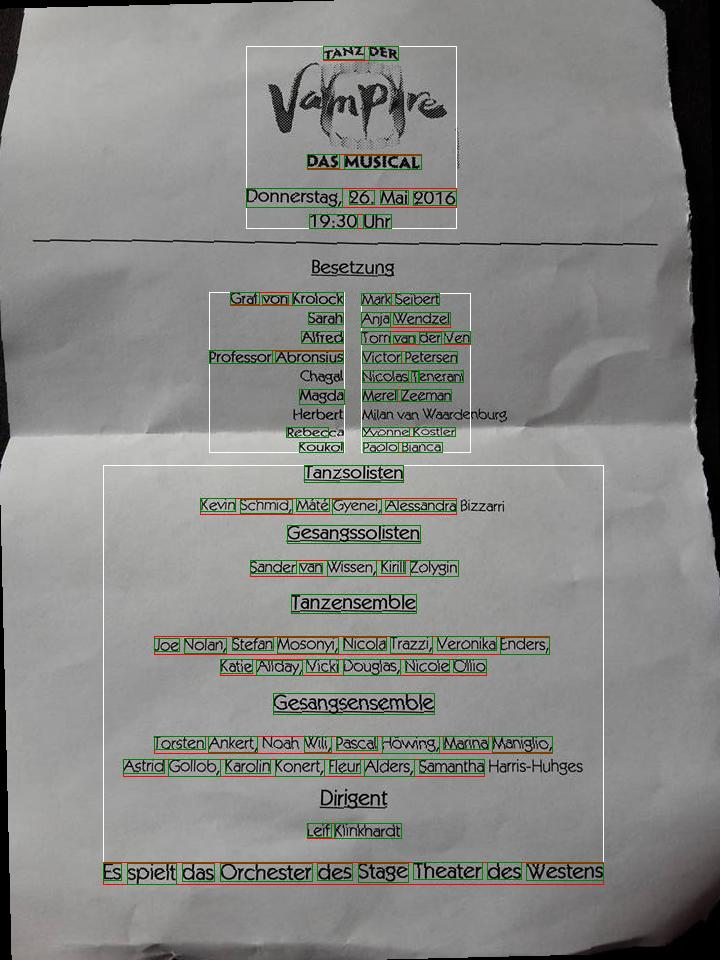 TANZ DER
Vampire
DAS MUSICAL
Donnerstag, 26. Mai 2016
19:30 Uhr
Besetzung
Graf von Krolock Mark Seibert
Sarah Anja Wendzel
Alfred Tom van der Ven
Professor Abronsius Victor Petersen
Chagal Nicolas Tenerani
Magda Merel Zeeman
Herbert Milan van Waardenburg
Rebecca Yvonne Köstler
Koukol Paolo Bianca
Tanzsolisten
Kevin Schmid, Máté Gyenei, Alessandra Bizzarri
Gesangssolisten
Sander van Wissen, Kirill Zolygin
Tanzensemble
Joe Nolan, Stefan Mosonyi, Nicola Trazzi, Veronika Enders,
Katie Allday, Vicki Douglas, Nicole Ollio
Gesangsensemble
Torsten Ankert, Noah Wili, Pascal Höwing, Marina Maniglio,
Astrid Gollob, Karolin Konert, Fleur Alders, Samantha Harris-Huhges
Dirigent
Leif Klinkhardt
Es spielt das Orchester des Stage Theater des Westens